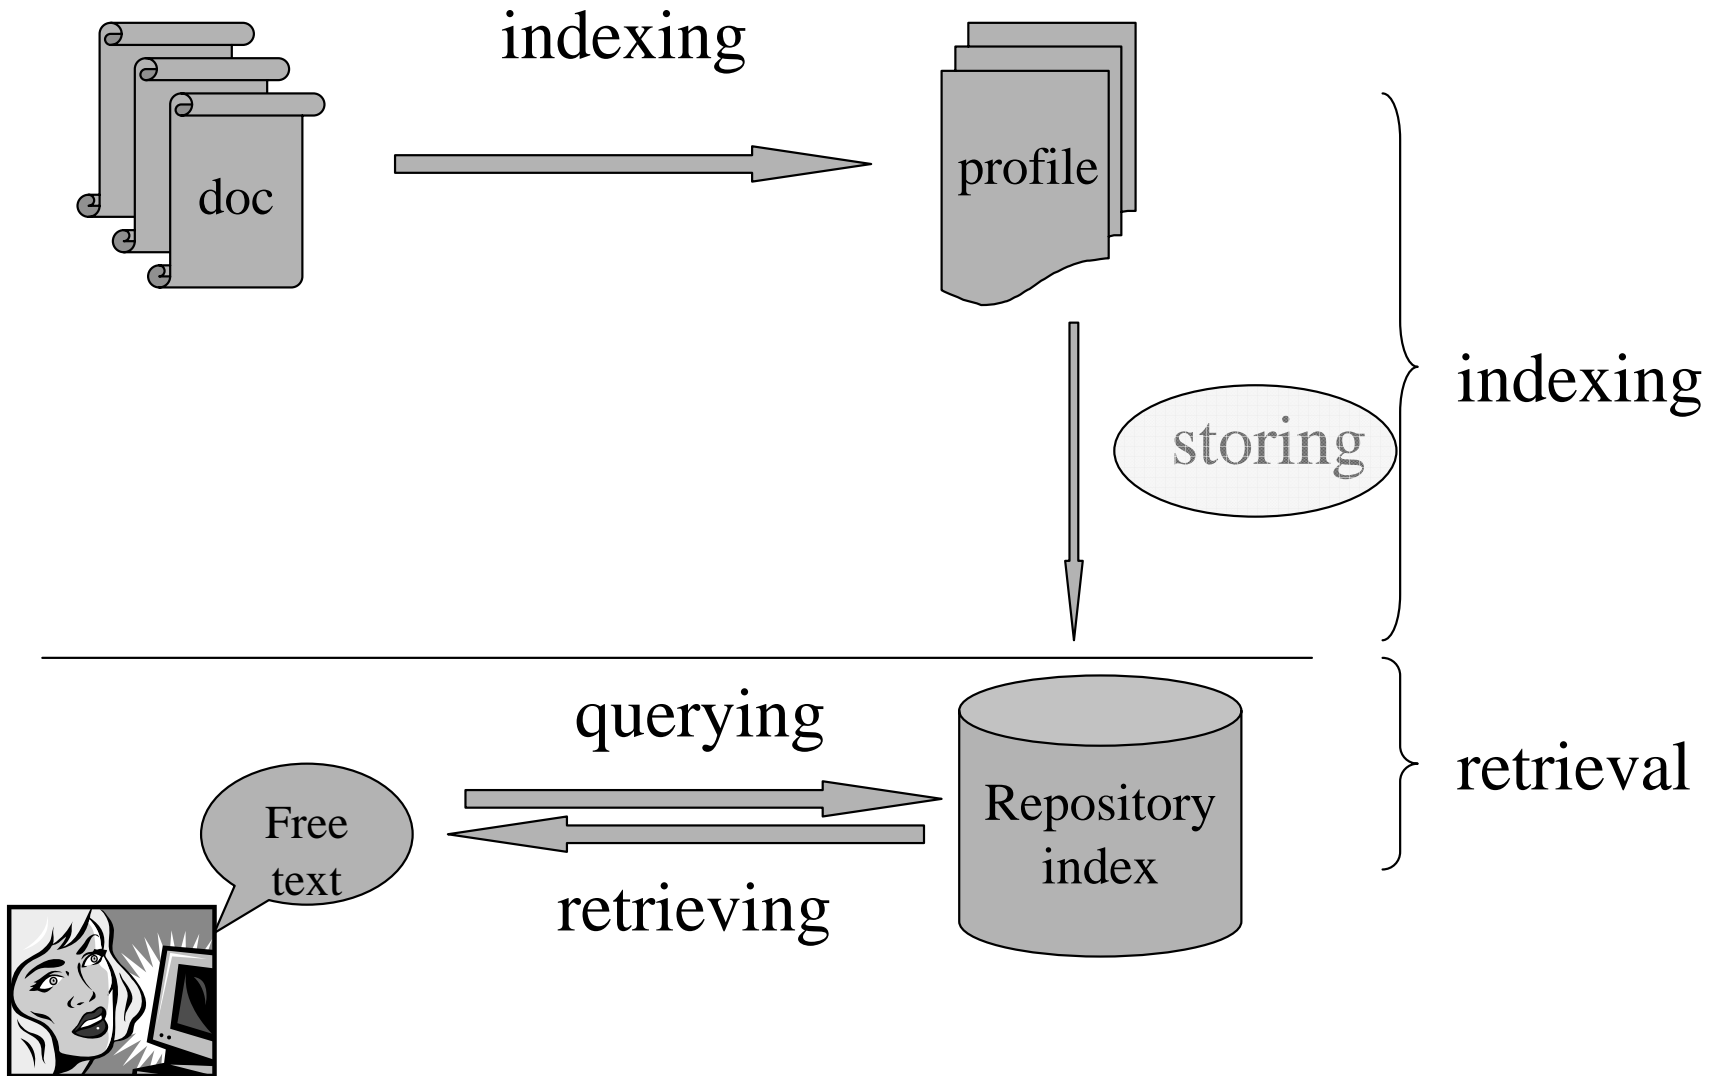 indexing
doc
profile
indexing
storing
querying
retrieval
Free
text
Repository
index
retrieving